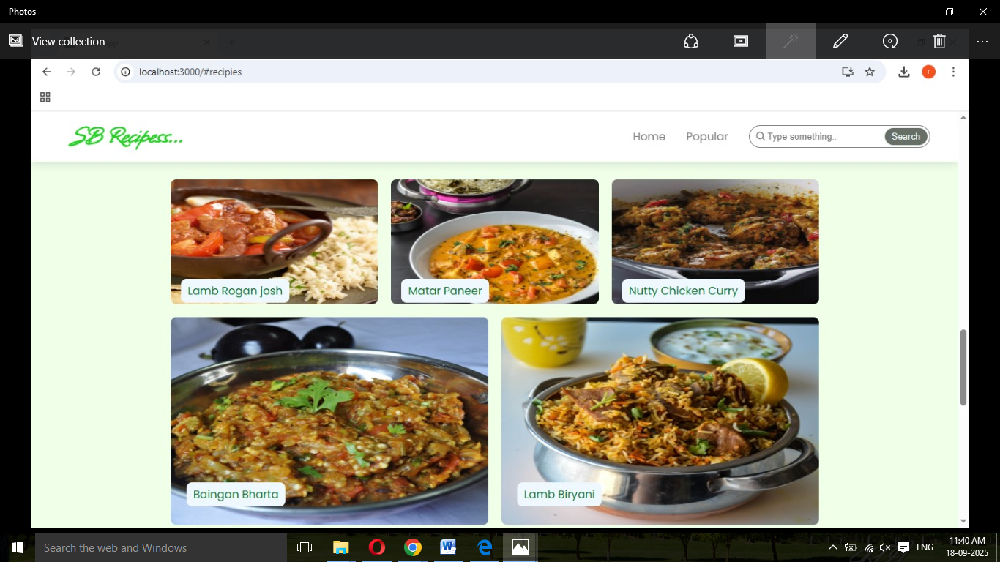 Photos
View collection
localhost:3000/#recipies
r
SB Recipess...
Home
Popular
Type something..
Search
Lamb Rogan josh
Matar Paneer
Nutty Chicken Curry
Baingan Bharta
Lamb Biryani
Search the web and Windows
ENG
11:40 AM
18-09-2025